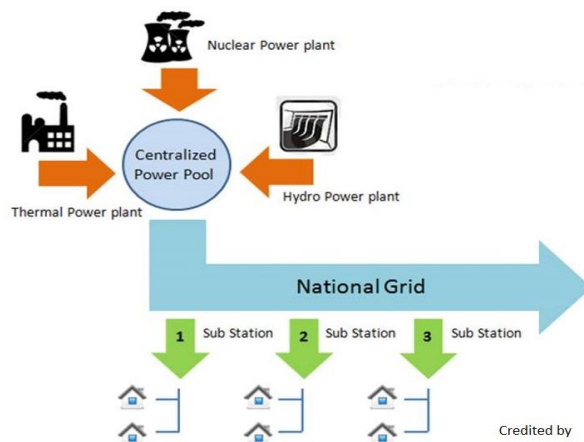 Nuclear Power plant
Centralized
Power Pool
Thermal Power plant
Hydro Power plant
National Grid
1 Sub Station
2 Sub Station
3 Sub Station
Credited by